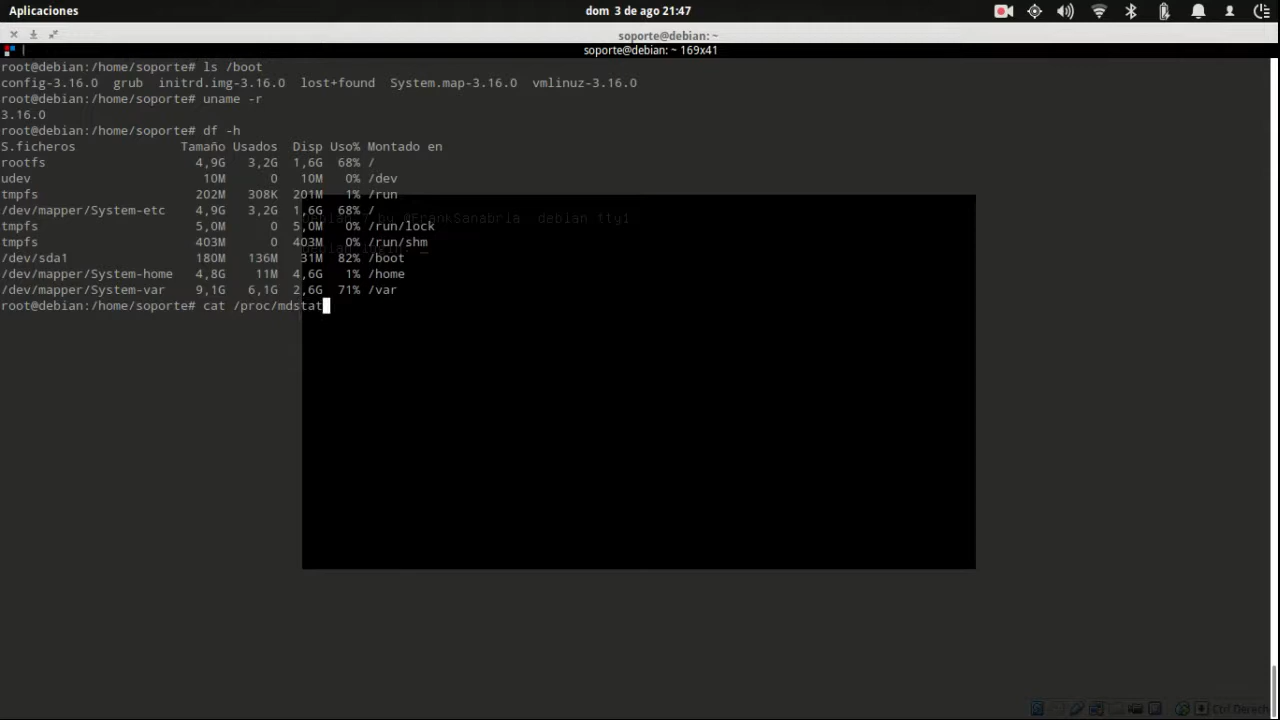 Aplicaciones
dom 3 de ago 21:47
soporte@debian: ~
soporte@debian: ~ 169x41
root@debian:/home/soporte# ls /boot
config-3.16.0  grub  initrd.img-3.16.0  lost+found  System.map-3.16.0  vmlinuz-3.16.0
root@debian:/home/soporte# uname -r
3.16.0
root@debian:/home/soporte# df -h
S.ficheros              Tamaño Usados  Disp Uso% Montado en
rootfs                    4,9G   3,2G  1,6G  68% /
udev                       10M      0   10M   0% /dev
tmpfs                     202M   308K  201M   1% /run
/dev/mapper/System-etc    4,9G   3,2G  1,6G  68% /
by @FrankSanabria  debian tty1
tmpfs                     5,0M      0  5,0M   0% /run/lock
tmpfs                     403M      0  403M   0% /run/shm
/dev/sda1                 180M   136M   31M  82% /boot
/dev/mapper/System-home   4,8G    11M  4,6G   1% /home
/dev/mapper/System-var    9,1G   6,1G  2,6G  71% /var
root@debian:/home/soporte# cat /proc/mdstat
Ctrl Derech